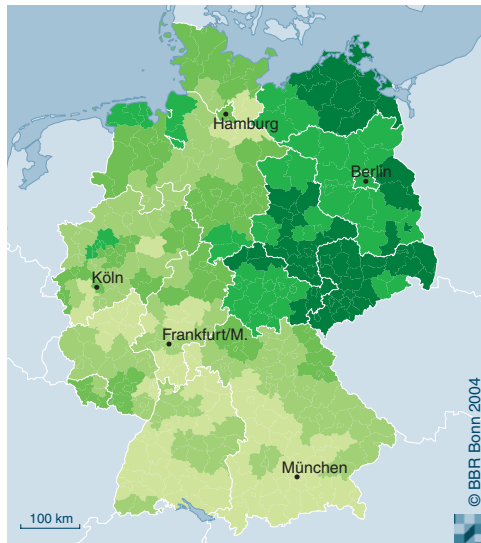 Hamburg
Berlin
Köln
Frankfurt/M.
München
100 km
© BBR Bonn 2004